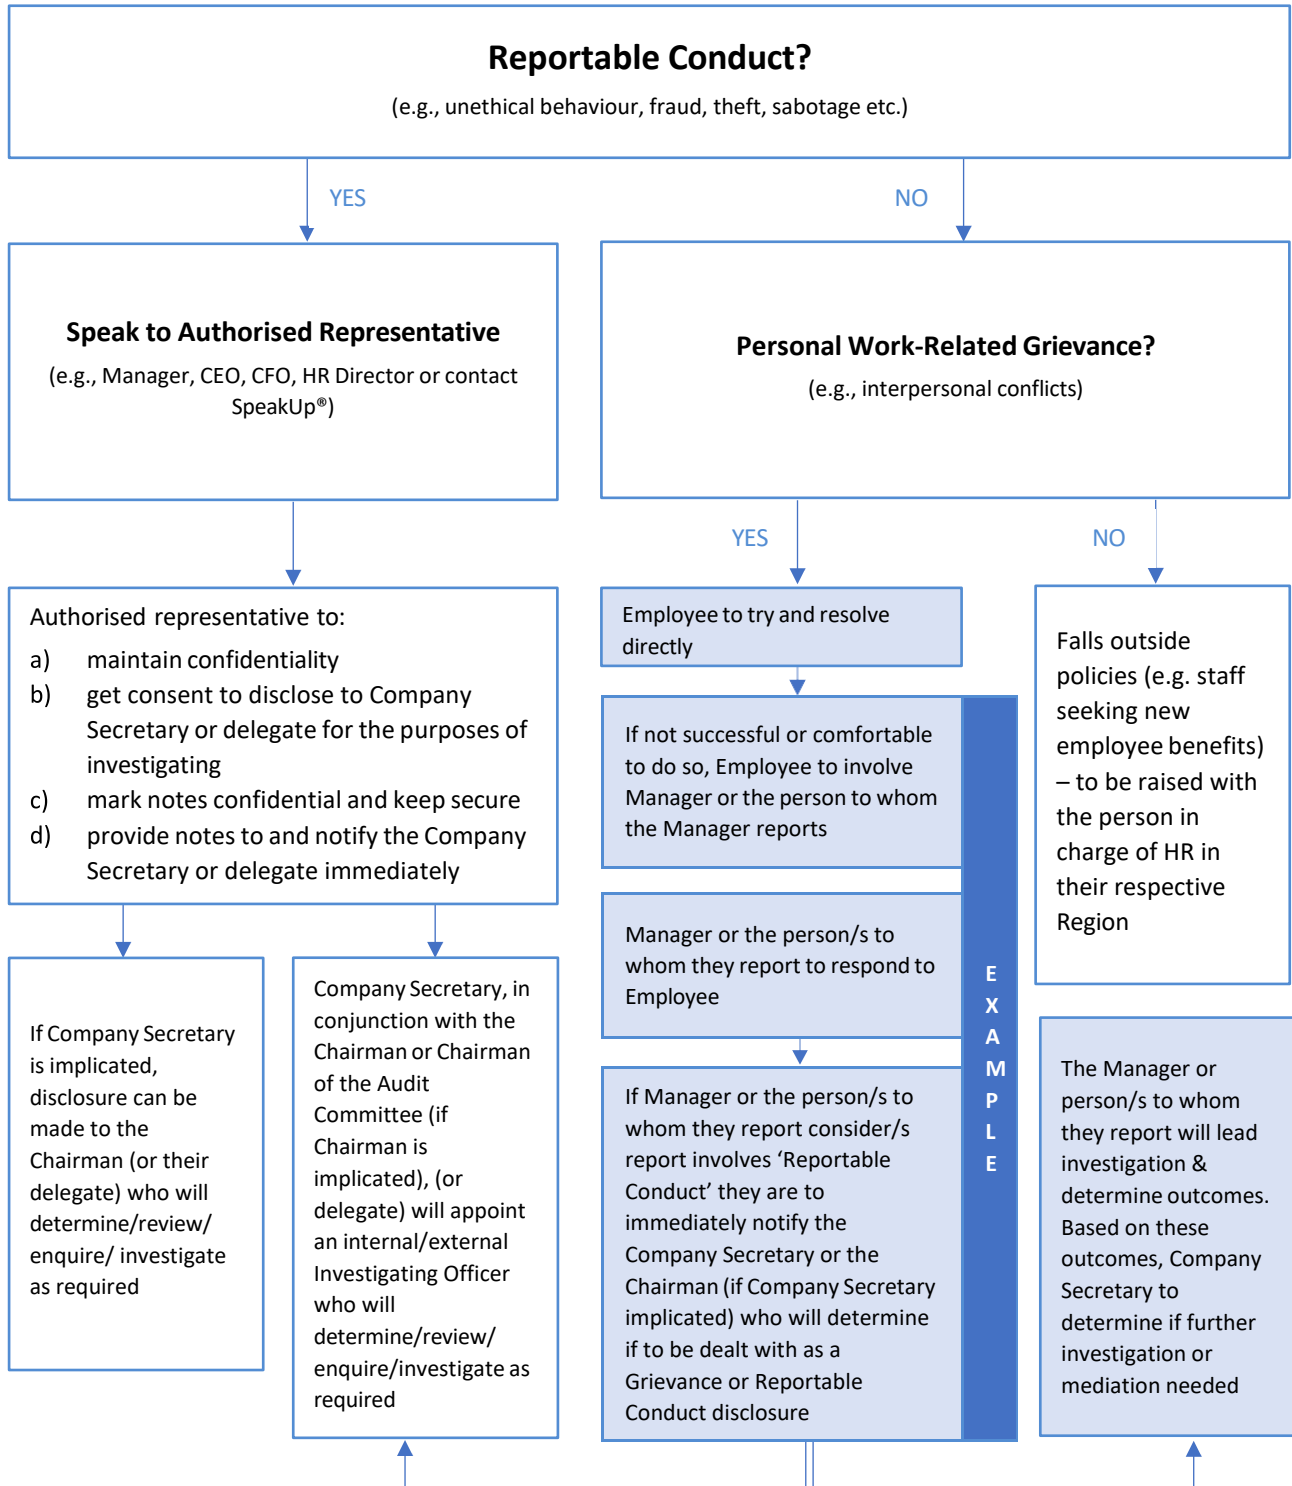 Reportable Conduct?
(e.g., unethical behaviour, fraud, theft, sabotage etc.)
YES
NO
Speak to Authorised Representative
(e.g., Manager, CEO, CFO, HR Director or contact
SpeakUp®)
Personal Work-Related Grievance?
(e.g., interpersonal conflicts)
YES
NO
Authorised representative to:
a) maintain confidentiality
b) get consent to disclose to Company
Secretary or delegate for the purposes of
investigating
c) mark notes confidential and keep secure
d) provide notes to and notify the Company
Secretary or delegate immediately
Employee to try and resolve
directly
If not successful or comfortable
to do so, Employee to involve
Manager or the person to whom
the Manager reports
Manager or the person/s to
whom they report to respond to
Employee
If Manager or the person/s to
whom they report consider/s
report involves ‘Reportable
Conduct’ they are to
immediately notify the
Company Secretary or the
Chairman (if Company Secretary
implicated) who will determine
if to be dealt with as a
Grievance or Reportable
Conduct disclosure
E
X
A
M
P
L
E
Falls outside
policies (e.g. staff
seeking new
employee benefits)
– to be raised with
the person in
charge of HR in
their respective
Region
If Company Secretary
is implicated,
disclosure can be
made to the
Chairman (or their
delegate) who will
determine/review/
enquire/ investigate
as required
Company Secretary, in
conjunction with the
Chairman or Chairman
of the Audit
Committee (if
Chairman is
implicated), (or
delegate) will appoint
an internal/external
Investigating Officer
who will
determine/review/
enquire/investigate as
required
The Manager or
person/s to whom
they report will lead
investigation &
determine outcomes.
Based on these
outcomes, Company
Secretary to
determine if further
investigation or
mediation needed